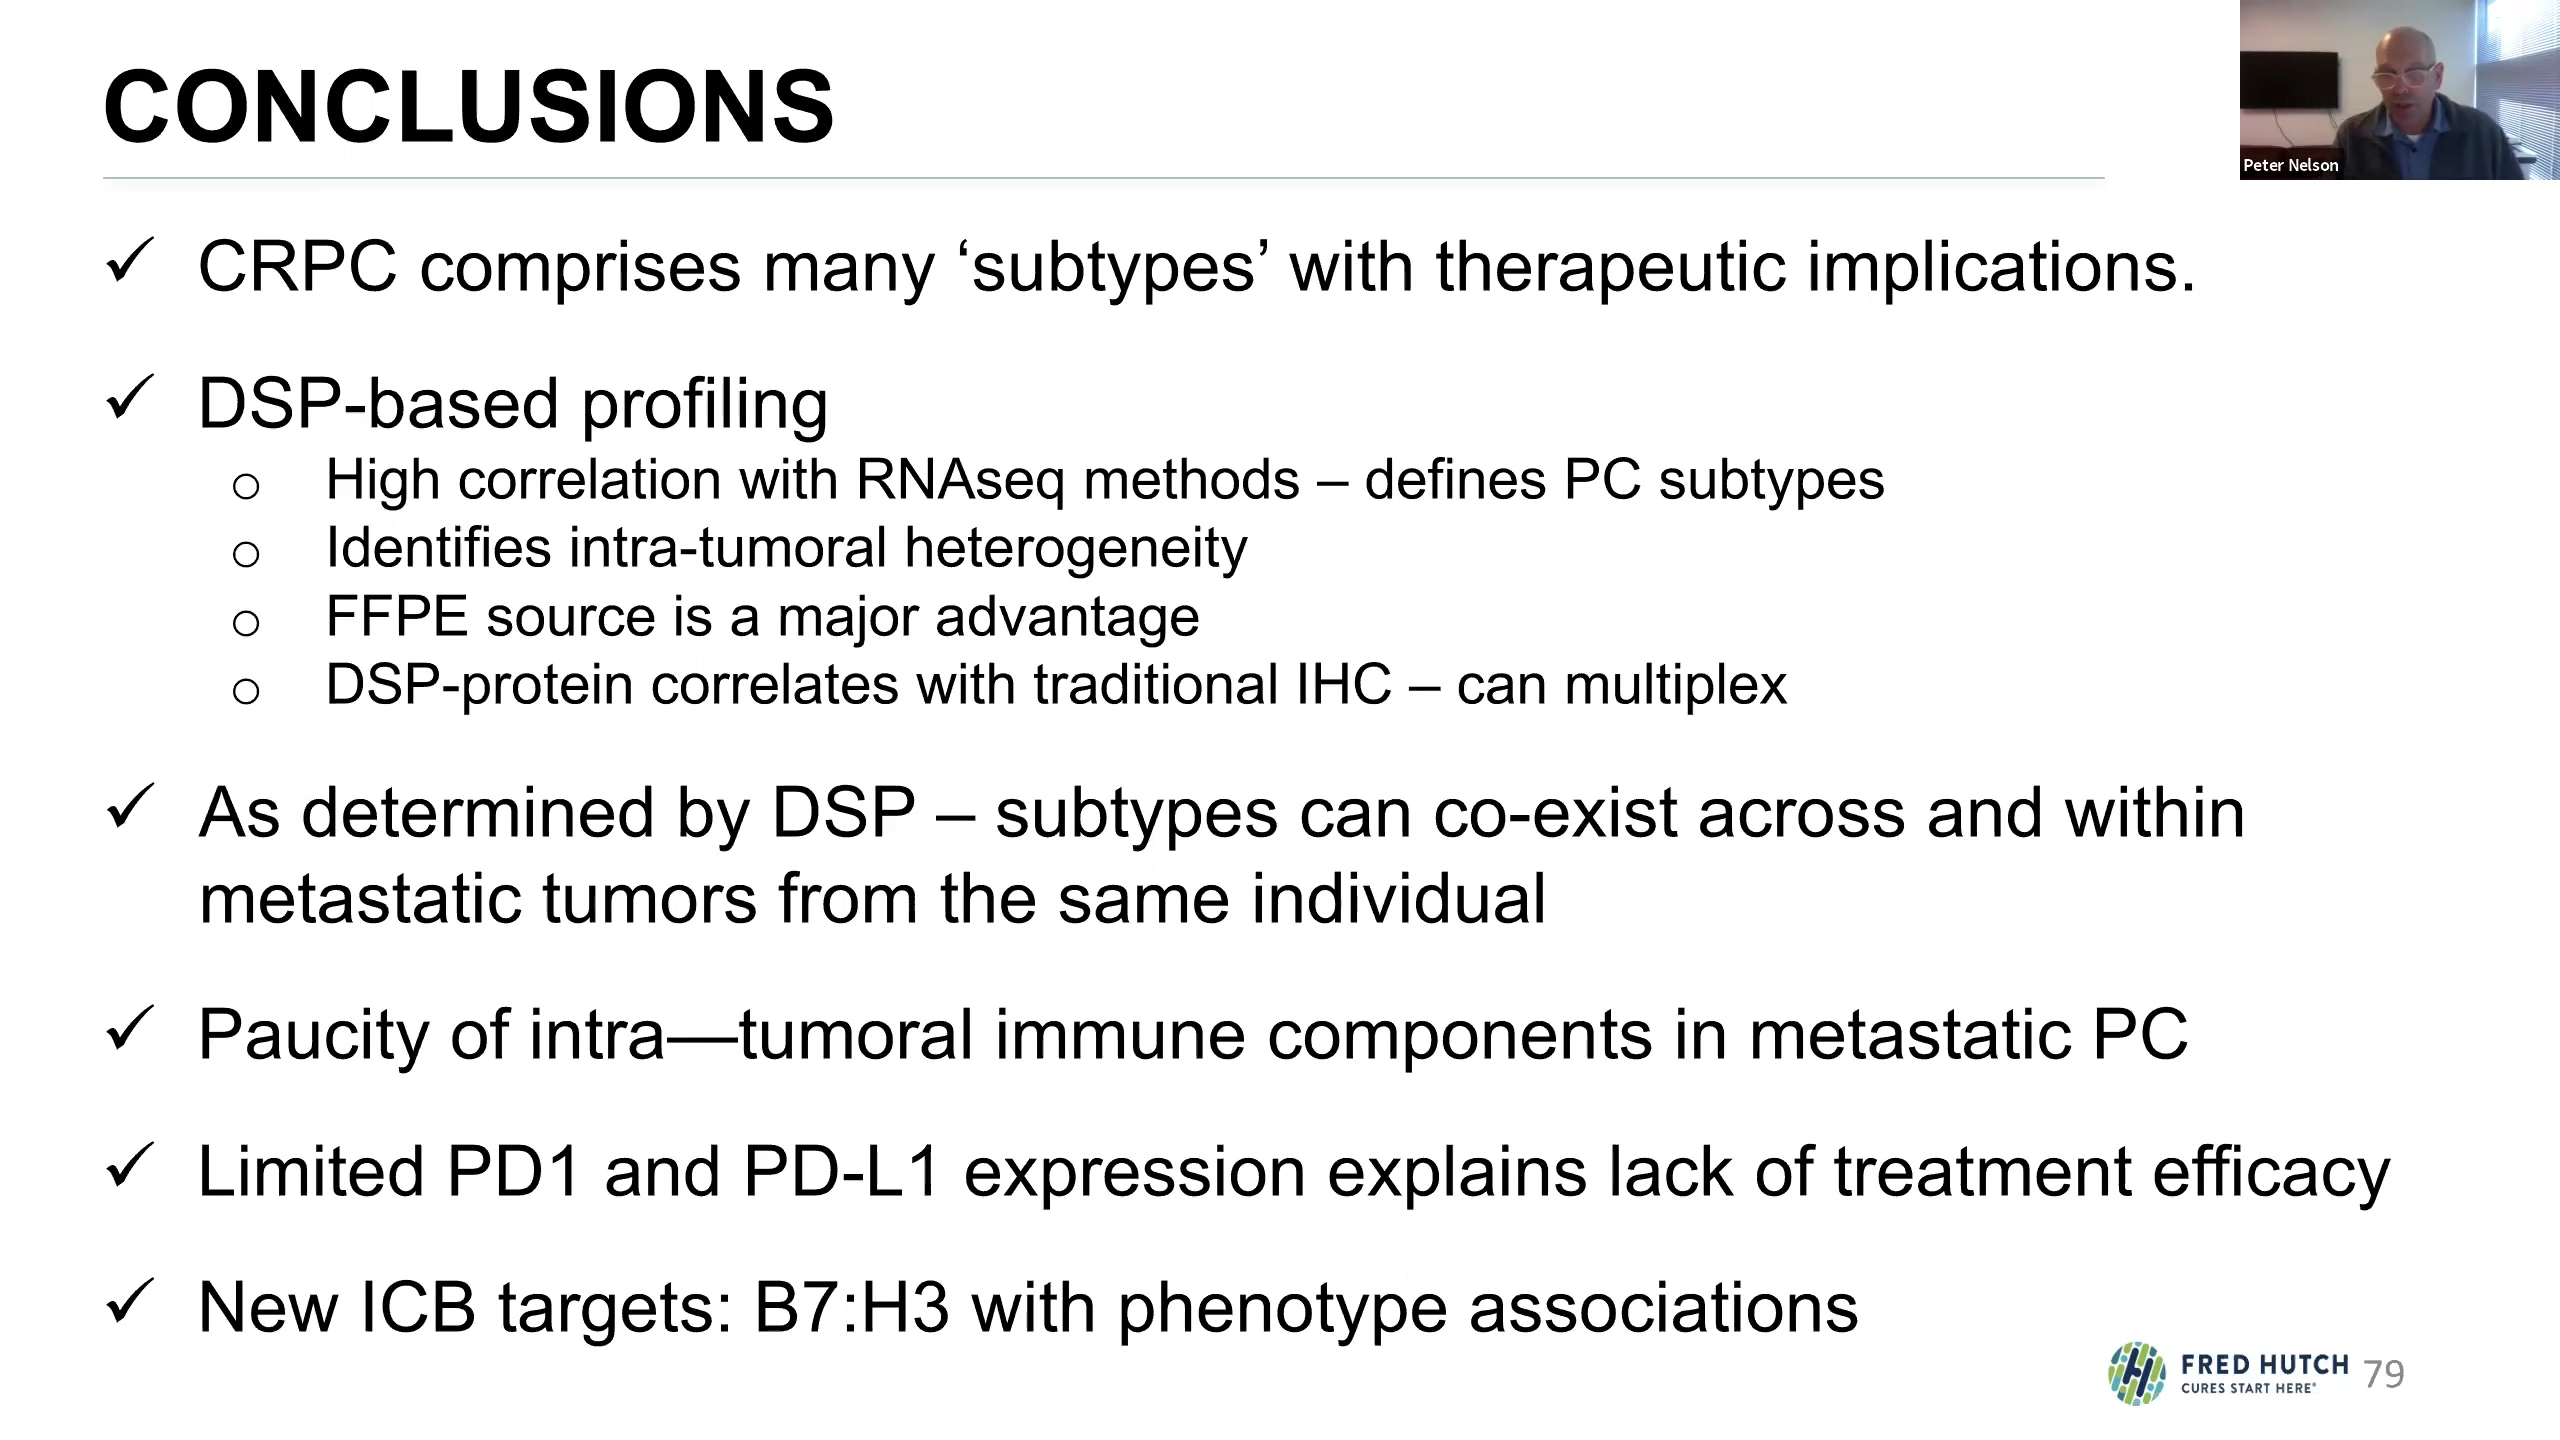 CONCLUSIONS
Peter Nelson
✓ CRPC comprises many ‘subtypes’ with therapeutic implications.
✓ DSP-based profiling
o High correlation with RNAseq methods – defines PC subtypes
o Identifies intra-tumoral heterogeneity
o FFPE source is a major advantage
o DSP-protein correlates with traditional IHC – can multiplex
✓ As determined by DSP – subtypes can co-exist across and within
metastatic tumors from the same individual
✓ Paucity of intra—tumoral immune components in metastatic PC
✓ Limited PD1 and PD-L1 expression explains lack of treatment efficacy
✓ New ICB targets: B7:H3 with phenotype associations
FRED HUTCH
CURES START HERE®
79